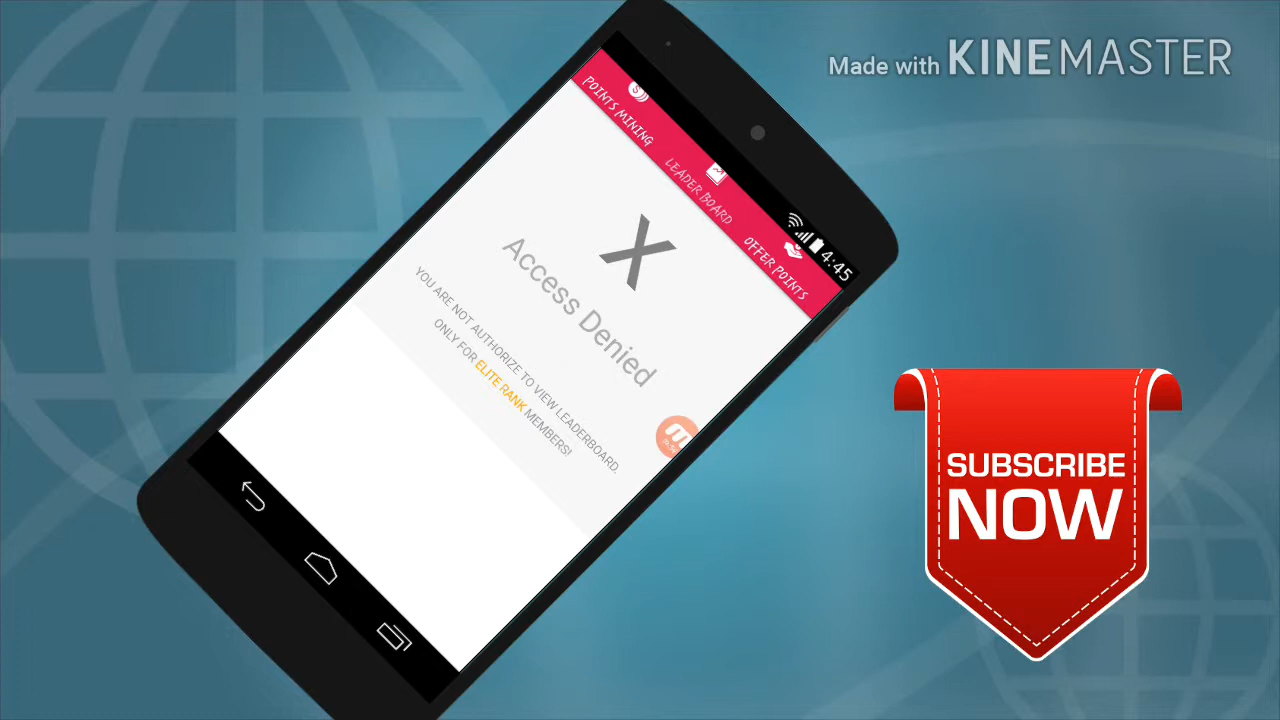 Made with KINEMASTER
4:45
POINTS MINING
LEADER BOARD
OFFER POINTS
X
Access Denied
YOU ARE NOT AUTHORIZE TO VIEW LEADERBOARD.
ONLY FOR ELITE RANK MEMBERS!
SUBSCRIBE
NOW